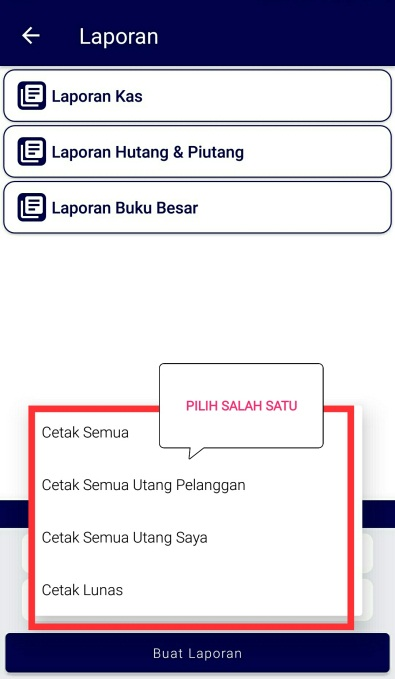 Laporan
Laporan Kas
Laporan Hutang & Piutang
Laporan Buku Besar
PILIH SALAH SATU
Cetak Semua
Cetak Semua Utang Pelanggan
Cetak Semua Utang Saya
Cetak Lunas
Buat Laporan